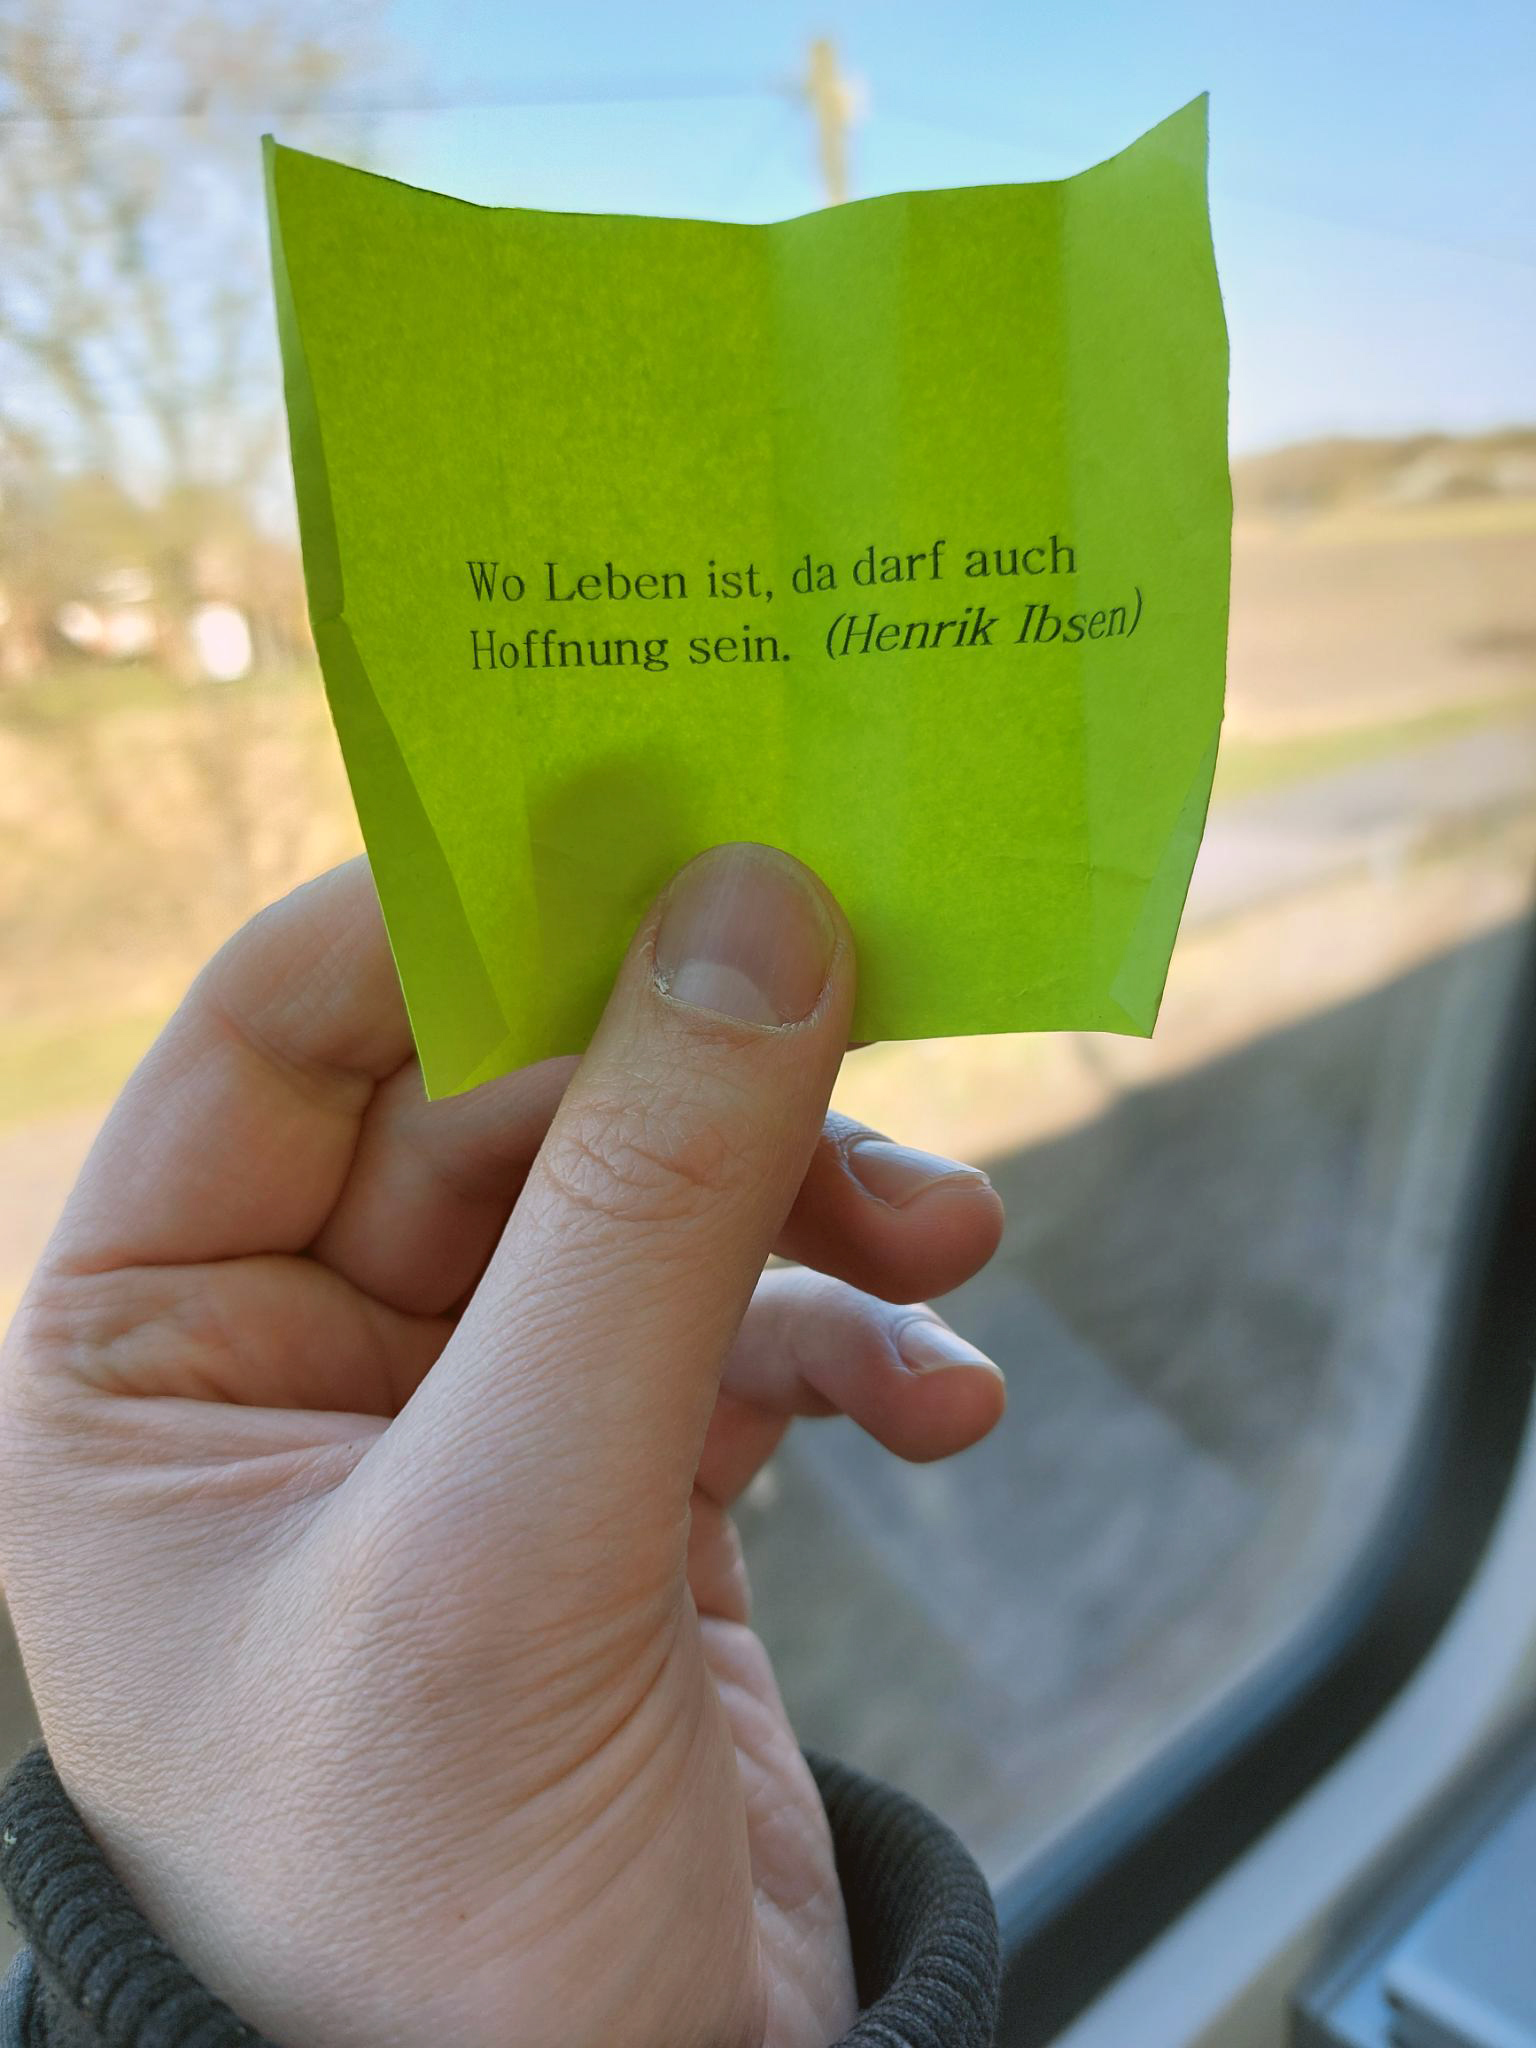 Wo Leben ist, da darf auch
Hoffnung sein. (Henrik Ibsen)